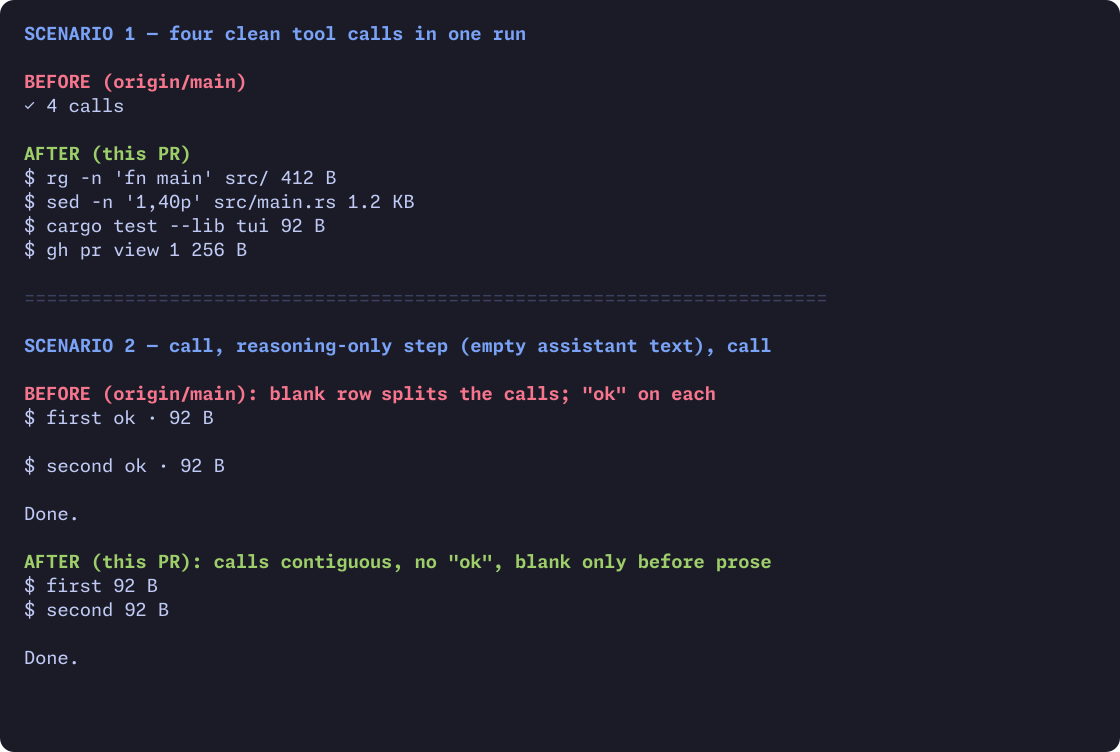 SCENARIO 1 — four clean tool calls in one run
BEFORE (origin/main)
✓ 4 calls
AFTER (this PR)
$ rg -n 'fn main' src/ 412 B
$ sed -n '1,40p' src/main.rs 1.2 KB
$ cargo test --lib tui 92 B
$ gh pr view 1 256 B
========================================================================
SCENARIO 2 — call, reasoning-only step (empty assistant text), call
BEFORE (origin/main): blank row splits the calls; "ok" on each
$ first ok · 92 B
$ second ok · 92 B
Done.
AFTER (this PR): calls contiguous, no "ok", blank only before prose
$ first 92 B
$ second 92 B
Done.